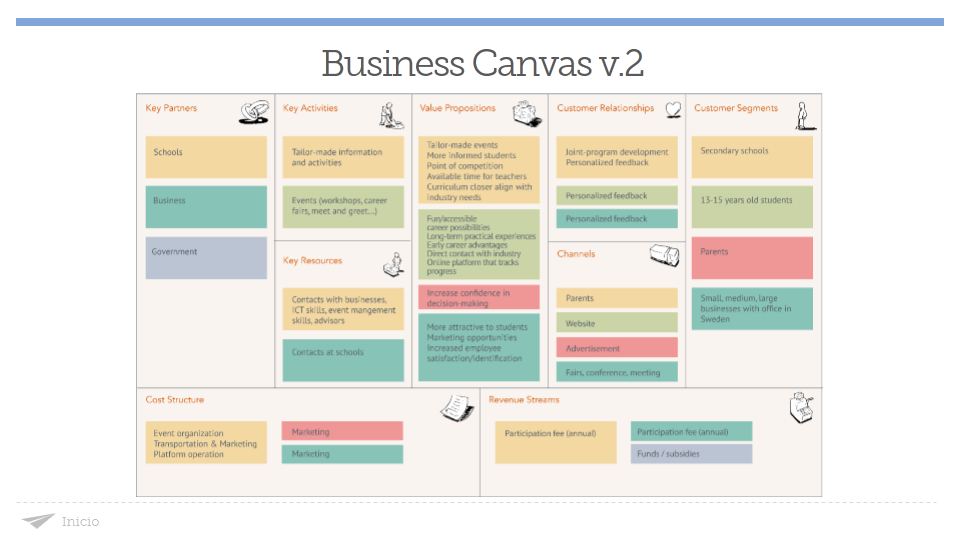 Business Canvas v.2
Key Partners
Schools
Business
Government
Key Activities
Tailor-made information
and activities
Events (workshops, career
fairs, meet and greet...)
Key Resources
Contacts with businesses,
ICT skills, event mangement
skills, advisors
Contacts at schools
Value Propositions
Tailor-made events
More informed students
Point of competition
Available time for teachers
Curriculum closer align with
industry needs
Fun/accessible
career possibilities
Long-term practical experiences
Early career advantages
Direct contact with industry
Online platform that tracks
progress
Increase confidence in
decision-making
More attractive to students
Marketing opportunities
Increased employee
satisfaction/identification
Customer Relationships
Joint-program development
Personalized feedback
Personalized feedback
Personalized feedback
Channels
Parents
Website
Advertisement
Fairs, conference, meeting
Customer Segments
Secondary schools
13-15 years old students
Parents
Small, medium, large
businesses with office in
Sweden
Cost Structure
Event organization
Transportation & Marketing
Platform operation
Marketing
Marketing
Revenue Streams
Participation fee (annual)
Participation fee (annual)
Funds / subsidies
Inicio